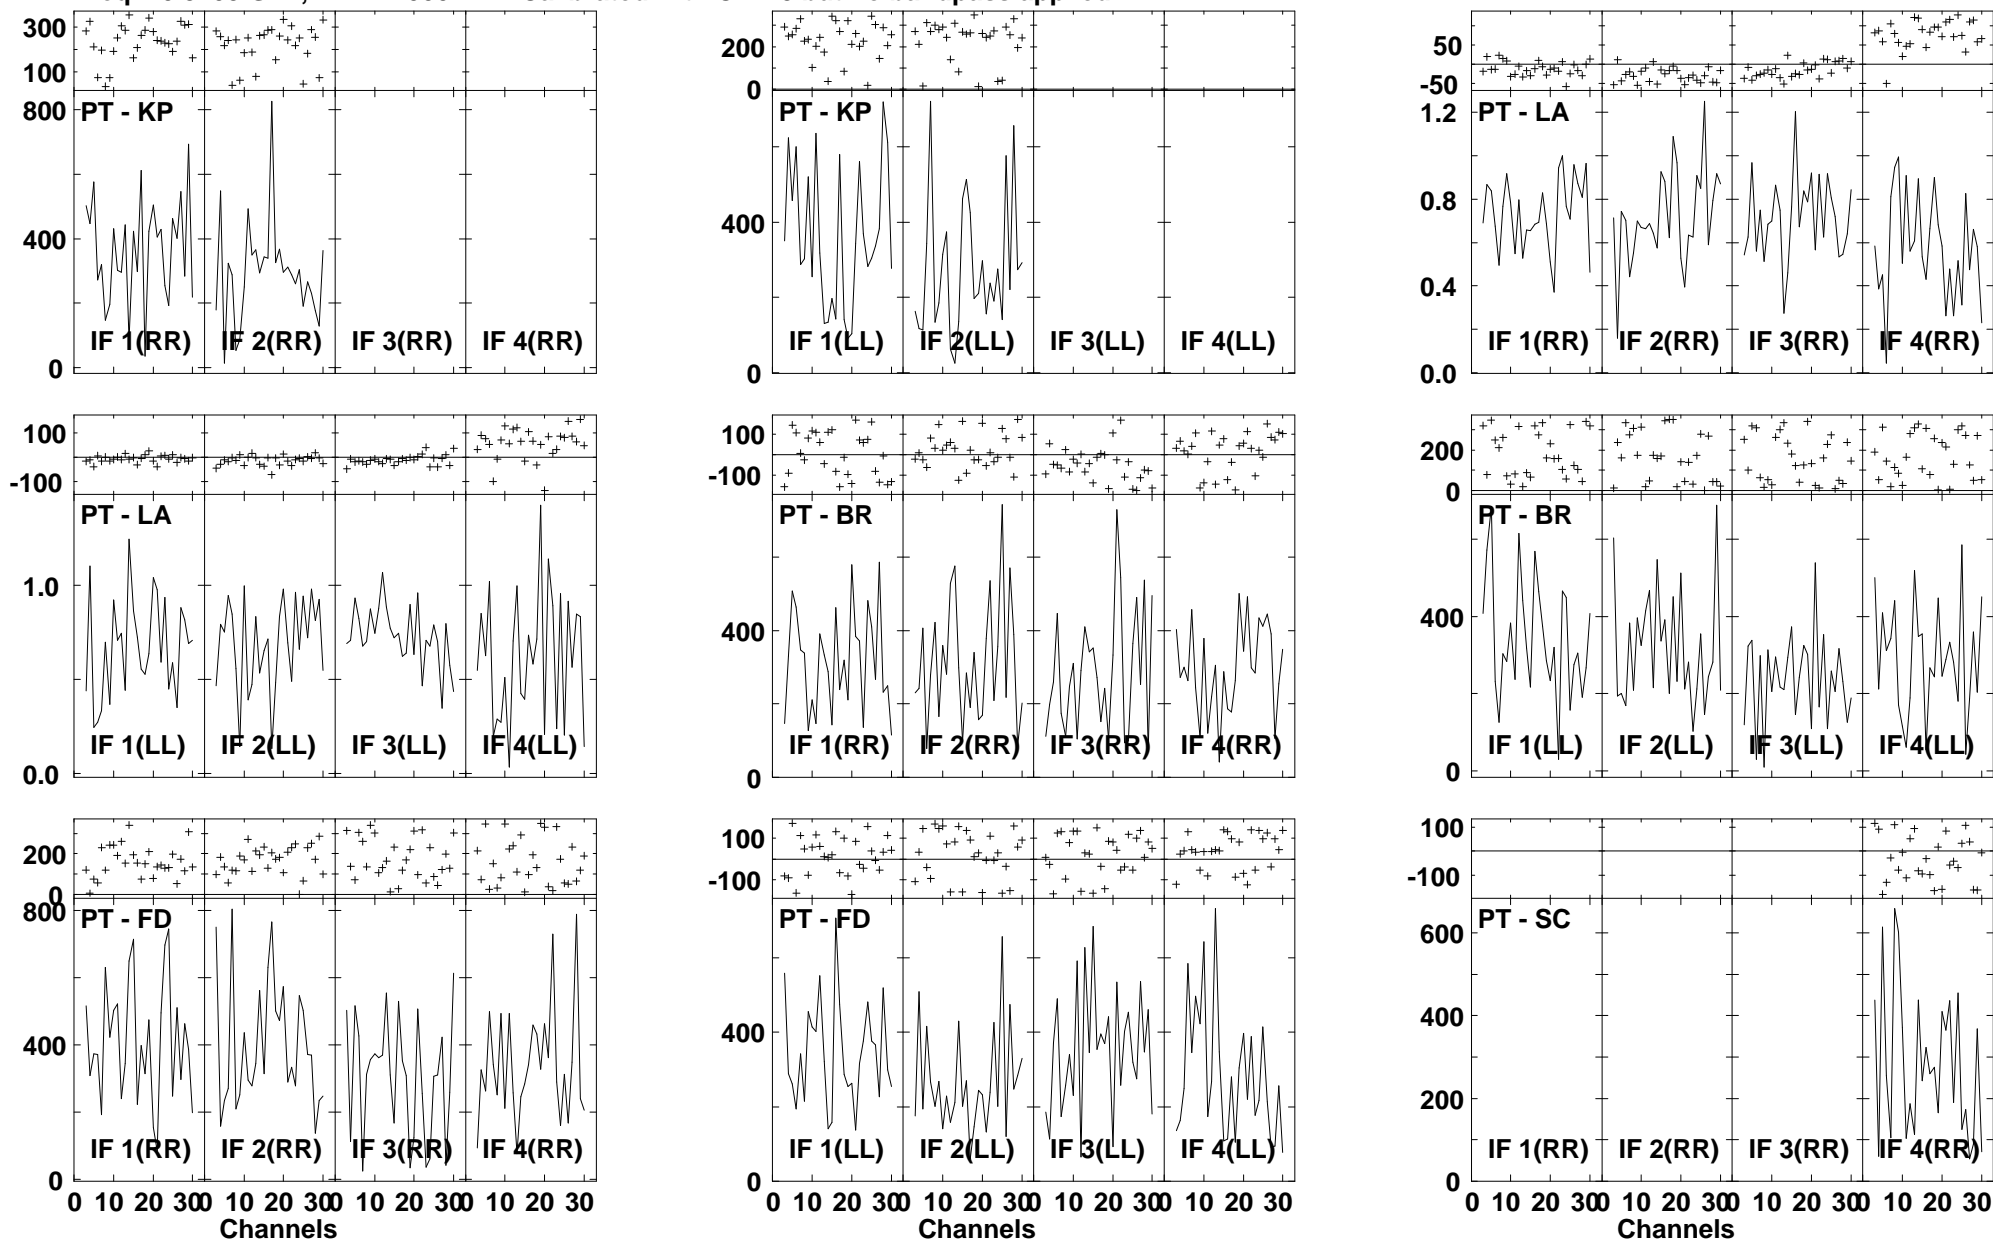 300
100
800
400
0
PT - KP
IF 1(RR) IF 2(RR) IF 3(RR) IF 4(RR)
200
0
400
0
PT - KP
IF 1(LL) IF 2(LL) IF 3(LL) IF 4(LL)
50
-50
1.2
0.8
0.4
0.0
PT - LA
IF 1(RR) IF 2(RR) IF 3(RR) IF 4(RR)
100
-100
1.0
0.0
PT - LA
IF 1(LL) IF 2(LL) IF 3(LL) IF 4(LL)
100
-100
400
0
PT - BR
IF 1(RR) IF 2(RR) IF 3(RR) IF 4(RR)
200
0
400
0
PT - BR
IF 1(LL) IF 2(LL) IF 3(LL) IF 4(LL)
200
0
800
400
0
PT - FD
IF 1(RR) IF 2(RR) IF 3(RR) IF 4(RR)
0 10 20 30 0 10 20 30 0 10 20 30 0 10 20 30
Channels
100
-100
400
0
PT - FD
IF 1(LL) IF 2(LL) IF 3(LL) IF 4(LL)
0 10 20 30 0 10 20 30 0 10 20 30 0 10 20 30
100
-100
600
400
200
0
PT - SC
IF 1(RR) IF 2(RR) IF 3(RR) IF 4(RR)
0 10 20 30 0 10 20 30 0 10 20 30 0 10 20 30
Channels